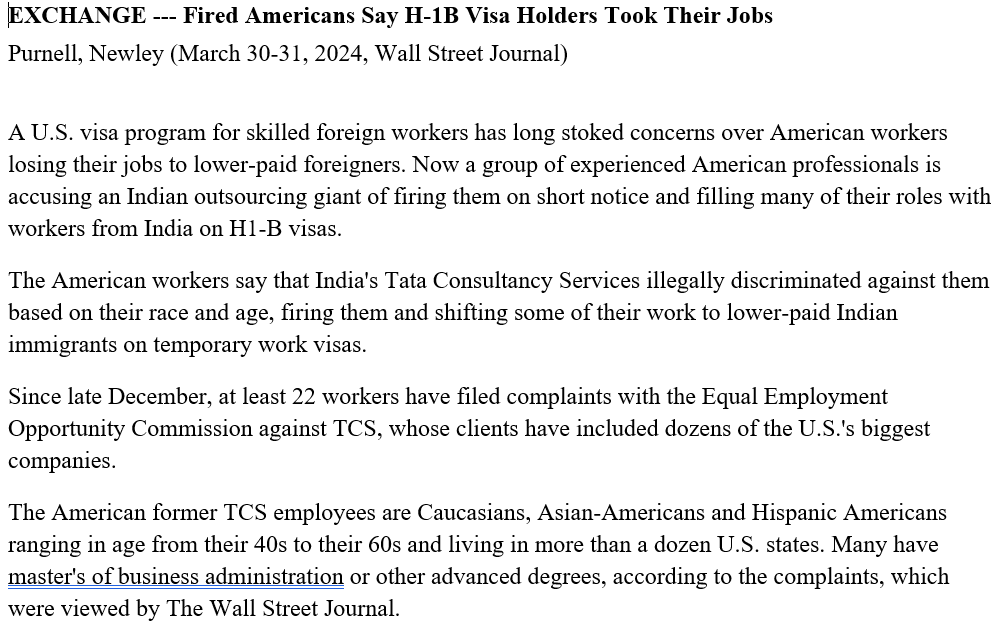 EXCHANGE --- Fired Americans Say H-1B Visa Holders Took Their Jobs
Purnell, Newley (March 30-31, 2024, Wall Street Journal)
A U.S. visa program for skilled foreign workers has long stoked concerns over American workers
losing their jobs to lower-paid foreigners. Now a group of experienced American professionals is
accusing an Indian outsourcing giant of firing them on short notice and filling many of their roles with
workers from India on H1-B visas.
The American workers say that India's Tata Consultancy Services illegally discriminated against them
based on their race and age, firing them and shifting some of their work to lower-paid Indian
immigrants on temporary work visas.
Since late December, at least 22 workers have filed complaints with the Equal Employment
Opportunity Commission against TCS, whose clients have included dozens of the U.S.'s biggest
companies.
The American former TCS employees are Caucasians, Asian-Americans and Hispanic Americans
ranging in age from their 40s to their 60s and living in more than a dozen U.S. states. Many have
master's of business administration or other advanced degrees, according to the complaints, which
were viewed by The Wall Street Journal.